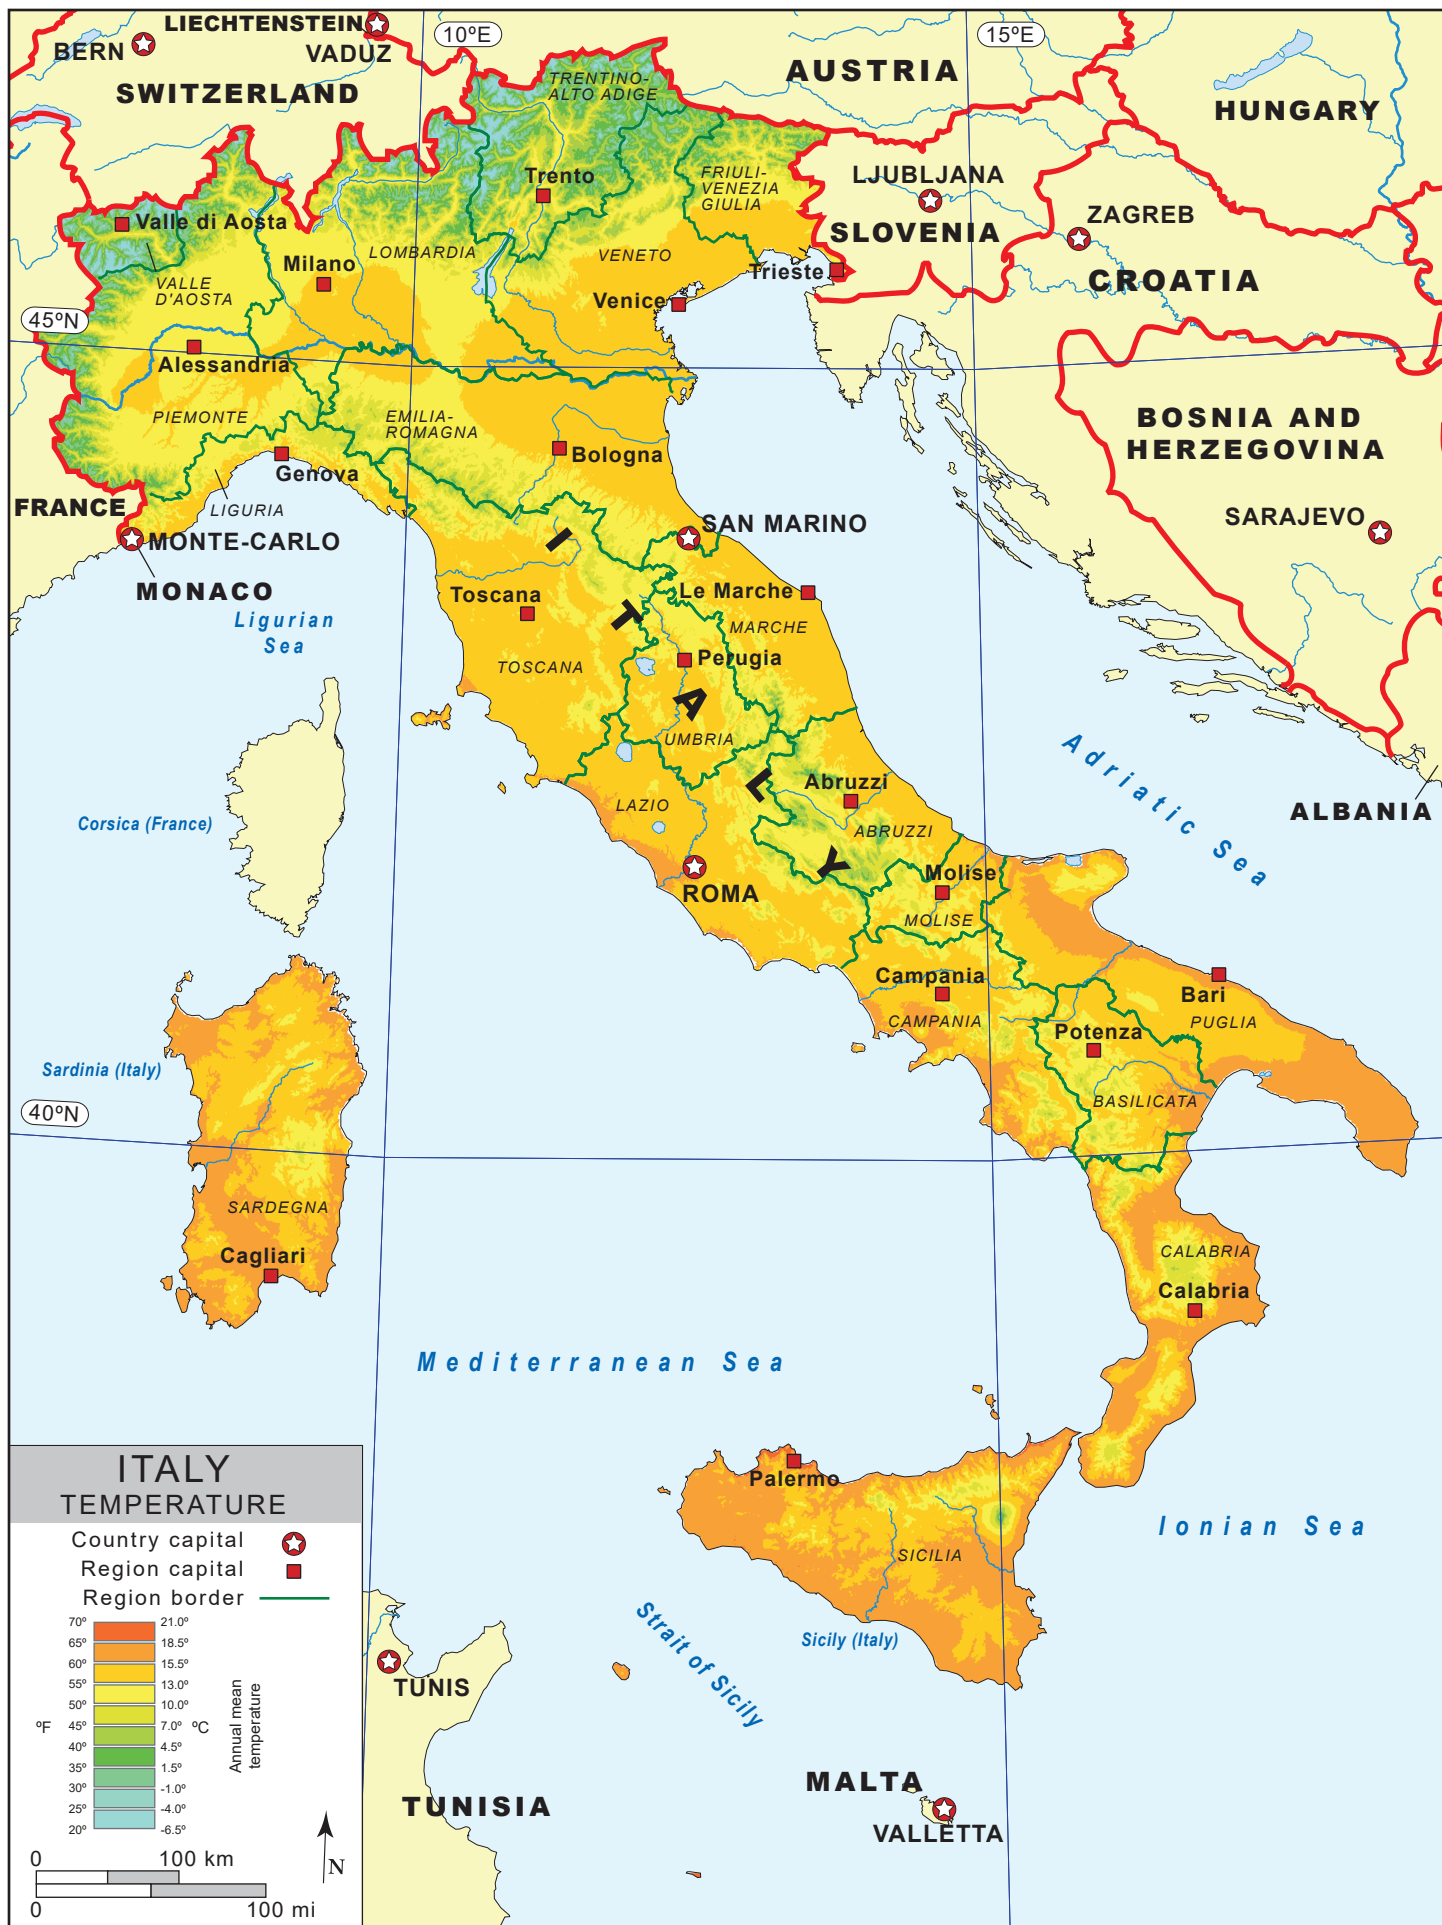 LIECHTENSTEIN
10ºE
15ºE
BERN
VADUZ
AUSTRIA
SWITZERLAND
TRENTINO-
ALTO ADIGE
HUNGARY
Trento
FRIULI-
VENEZIA
GIULIA
LJUBLJANA
Valle di Aosta
ZAGREB
SLOVENIA
LOMBARDIA
VENETO
Milano
Trieste
VALLE
D'AOSTA
CROATIA
Venice
45ºN
Alessandria
PIEMONTE
EMILIA-
ROMAGNA
BOSNIA AND
HERZEGOVINA
Bologna
Genova
FRANCE
LIGURIA
SAN MARINO
SARAJEVO
MONTE-CARLO
ITALY
MONACO
Toscana
Le Marche
Ligurian
Sea
MARCHE
Perugia
TOSCANA
UMBRIA
Adriatic Sea
Abruzzi
LAZIO
ALBANIA
Corsica (France)
ABRUZZI
Molise
ROMA
MOLISE
Campania
Bari
CAMPANIA
PUGLIA
Potenza
Sardinia (Italy)
BASILICATA
40ºN
SARDEGNA
CALABRIA
Cagliari
Calabria
Mediterranean Sea
Palermo
Ionian Sea
SICILIA
Strait of Sicily
Sicily (Italy)
TUNIS
MALTA
TUNISIA
VALLETTA
ITALY
TEMPERATURE
Country capital
Region capital
Region border
70º 21.0º
65º 18.5º
60º 15.5º
55º 13.0º
50º 10.0º
ºF 45º 7.0º ºC
40º 4.5º
35º 1.5º
30º -1.0º
25º -4.0º
20º -6.5º
Annual mean
temperature
0 100 km
N
0 100 mi